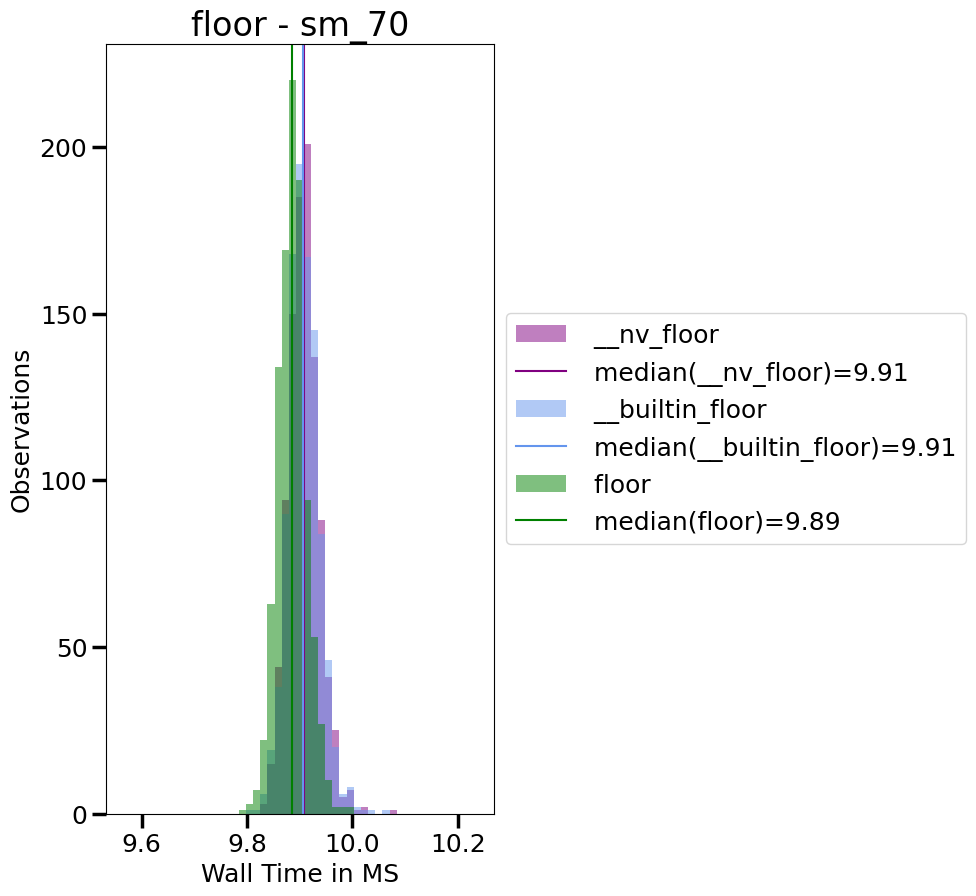 floor - sm_70
200
150
100
50
0
Observations
9.6 9.8 10.0 10.2
Wall Time in MS
__nv_floor
median(__nv_floor)=9.91
__builtin_floor
median(__builtin_floor)=9.91
floor
median(floor)=9.89